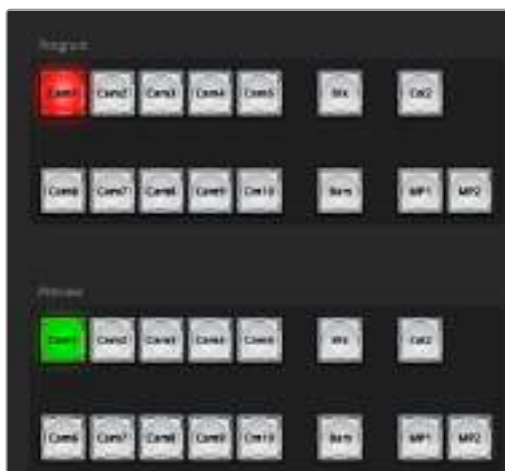 Program
Cam1 Cam2 Cam3 Cam4 Cam5 Blk Col2
Cam6 Cam7 Cam8 Cam9 Cm10 Bars MP1 MP2
Preview
Cam1 Cam2 Cam3 Cam4 Cam5 Blk Col2
Cam6 Cam7 Cam8 Cam9 Cm10 Bars MP1 MP2